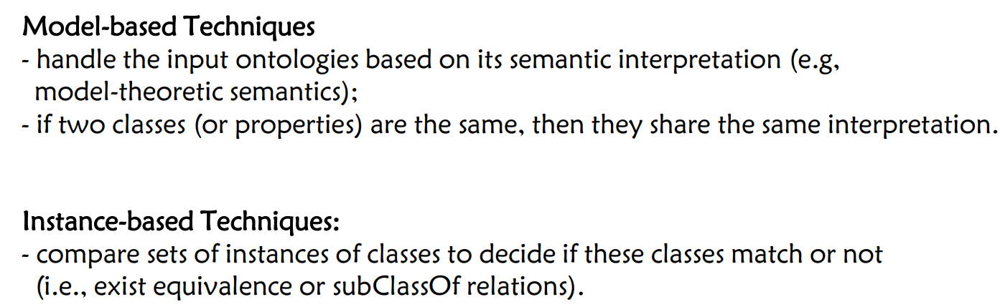 Model-based Techniques
- handle the input ontologies based on its semantic interpretation (e.g,
model-theoretic semantics);
- if two classes (or properties) are the same, then they share the same interpretation.
Instance-based Techniques:
- compare sets of instances of classes to decide if these classes match or not
(i.e., exist equivalence or subClassOf relations).